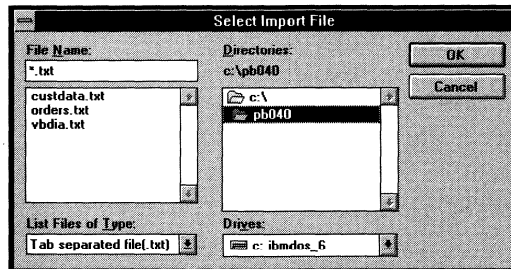 Select Import File
File Name:
*.txt
custdata.txt
orders.txt
vbdia.txt
List Files of Type:
Tab separated file(.txt)
Directories:
c:\pb040
c:\
pb040
Drives:
c: ibmdos_6
OK
Cancel